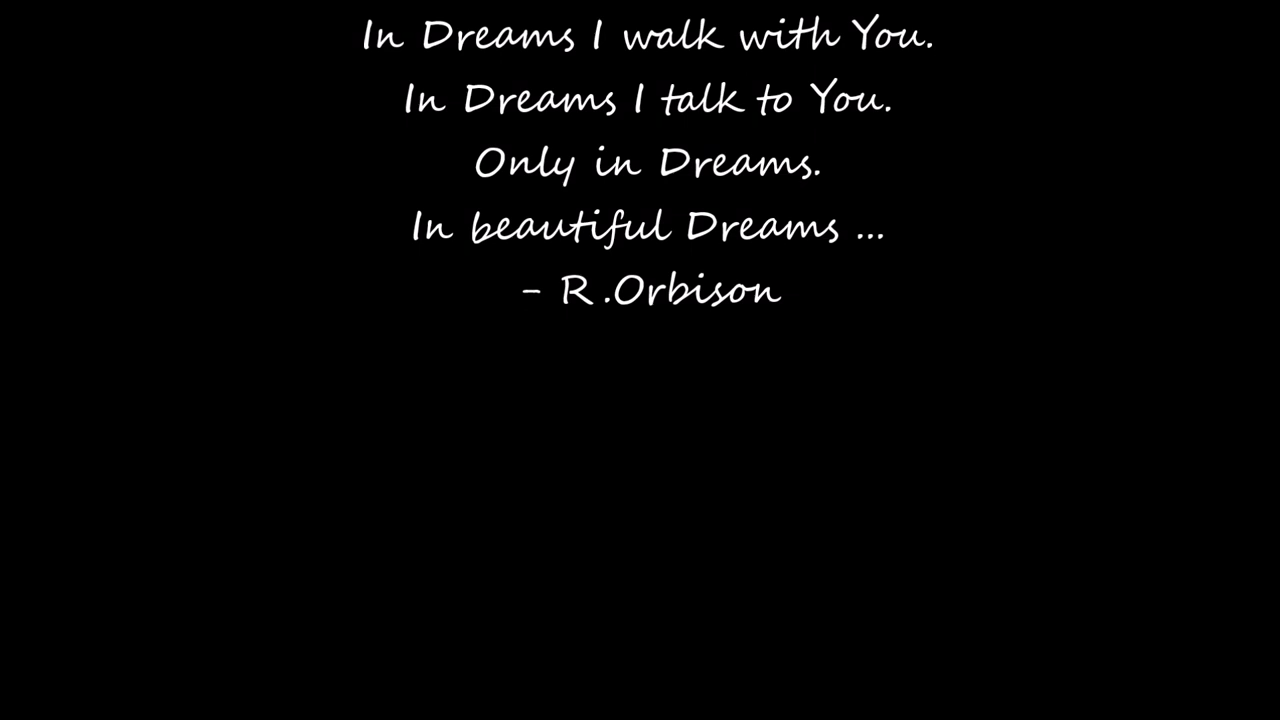 In Dreams I walk with You.
In Dreams I talk to You.
Only in Dreams.
In beautiful Dreams ...
- R.Orbison